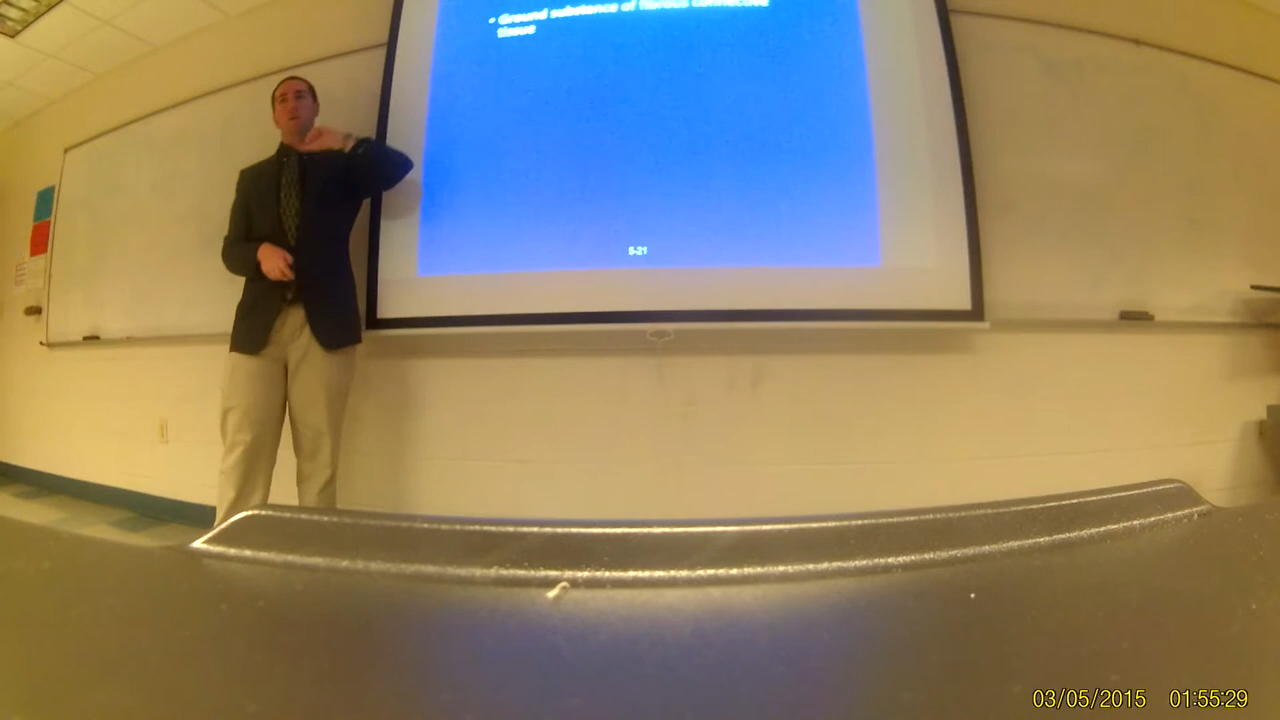 • Ground substance of fibrous connective
tissue
5-21
03/05/2015 01:55:29